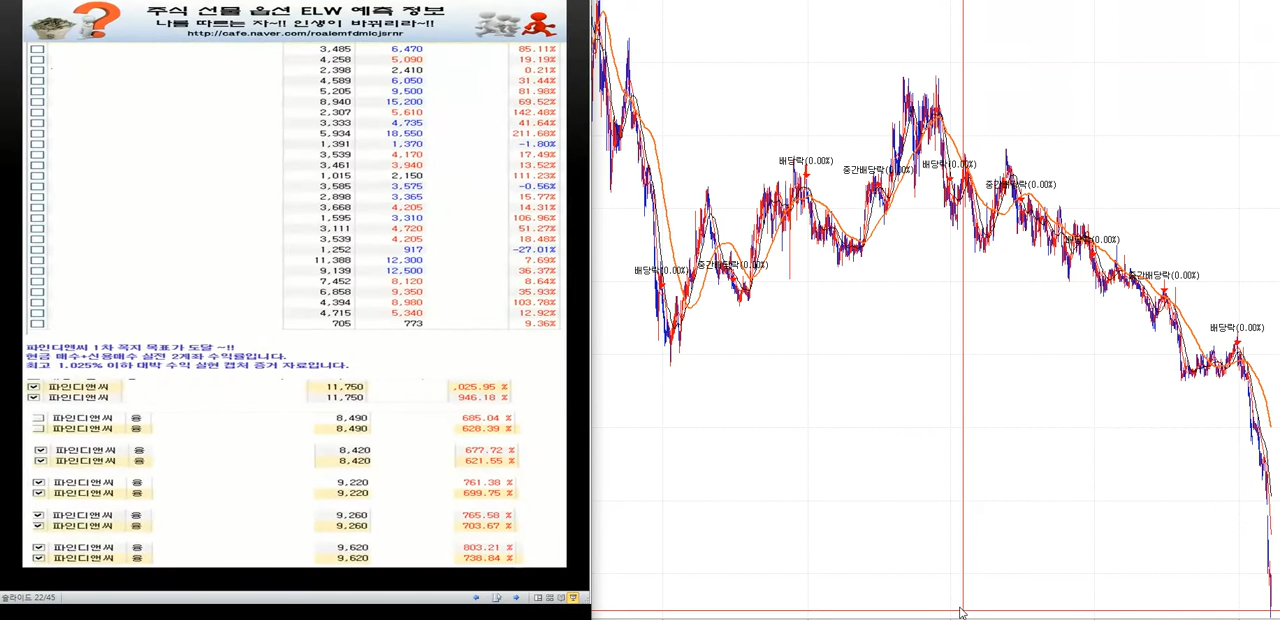 주식 선물 옵션 ELW 예측 정보
나를 따르는 자~!! 인생이 바뀌리라~!!
http://cafe.naver.com/roalemfdmlcjsrnr
3,485 6,470 85.11%
4,258 5,090 19.19%
2,398 2,410 0.21%
4,589 6,050 31.44%
5,205 9,500 81.98%
8,940 15,200 69.52%
2,307 5,610 142.48%
3,333 4,735 41.64%
5,934 18,550 211.68%
1,391 1,370 -1.80%
3,539 4,170 17.49%
3,461 3,940 13.52%
1,015 2,150 111.23%
3,585 3,575 -0.56%
2,898 3,365 15.77%
3,668 4,205 14.31%
1,595 3,310 106.96%
3,111 4,720 51.27%
3,539 4,205 18.48%
1,252 917 -27.01%
11,388 12,300 7.69%
9,139 12,500 36.37%
7,452 8,120 8.64%
6,858 9,350 35.93%
4,394 8,980 103.78%
4,715 5,340 12.92%
705 773 9.36%
파인디앤씨 1차 꼭지 목표가 도달 ~!!
현금 매수+신용매수 실전 2계좌 수익률입니다.
최고 1.025% 이하 대박 수익 실현 캡처 증거 자료입니다.
파인디앤씨 11,750 ,025.95 %
파인디앤씨 11,750 946.18 %
파인디앤씨 융 8,490 685.04 %
파인디앤씨 융 8,490 628.39 %
파인디앤씨 융 8,420 677.72 %
파인디앤씨 융 8,420 621.55 %
파인디앤씨 융 9,220 761.38 %
파인디앤씨 융 9,220 699.75 %
파인디앤씨 융 9,260 765.58 %
파인디앤씨 융 9,260 703.67 %
파인디앤씨 융 9,620 803.21 %
파인디앤씨 융 9,620 738.84 %
슬라이드 22/45
배당락(0.00%)
중간배당락(0.00%)
배당락(0.00%)
중간배당락(0.00%)
배당락(0.00%)
중간배당락(0.00%)
배당락(0.00%)
중간배당락(0.00%)
배당락(0.00%)